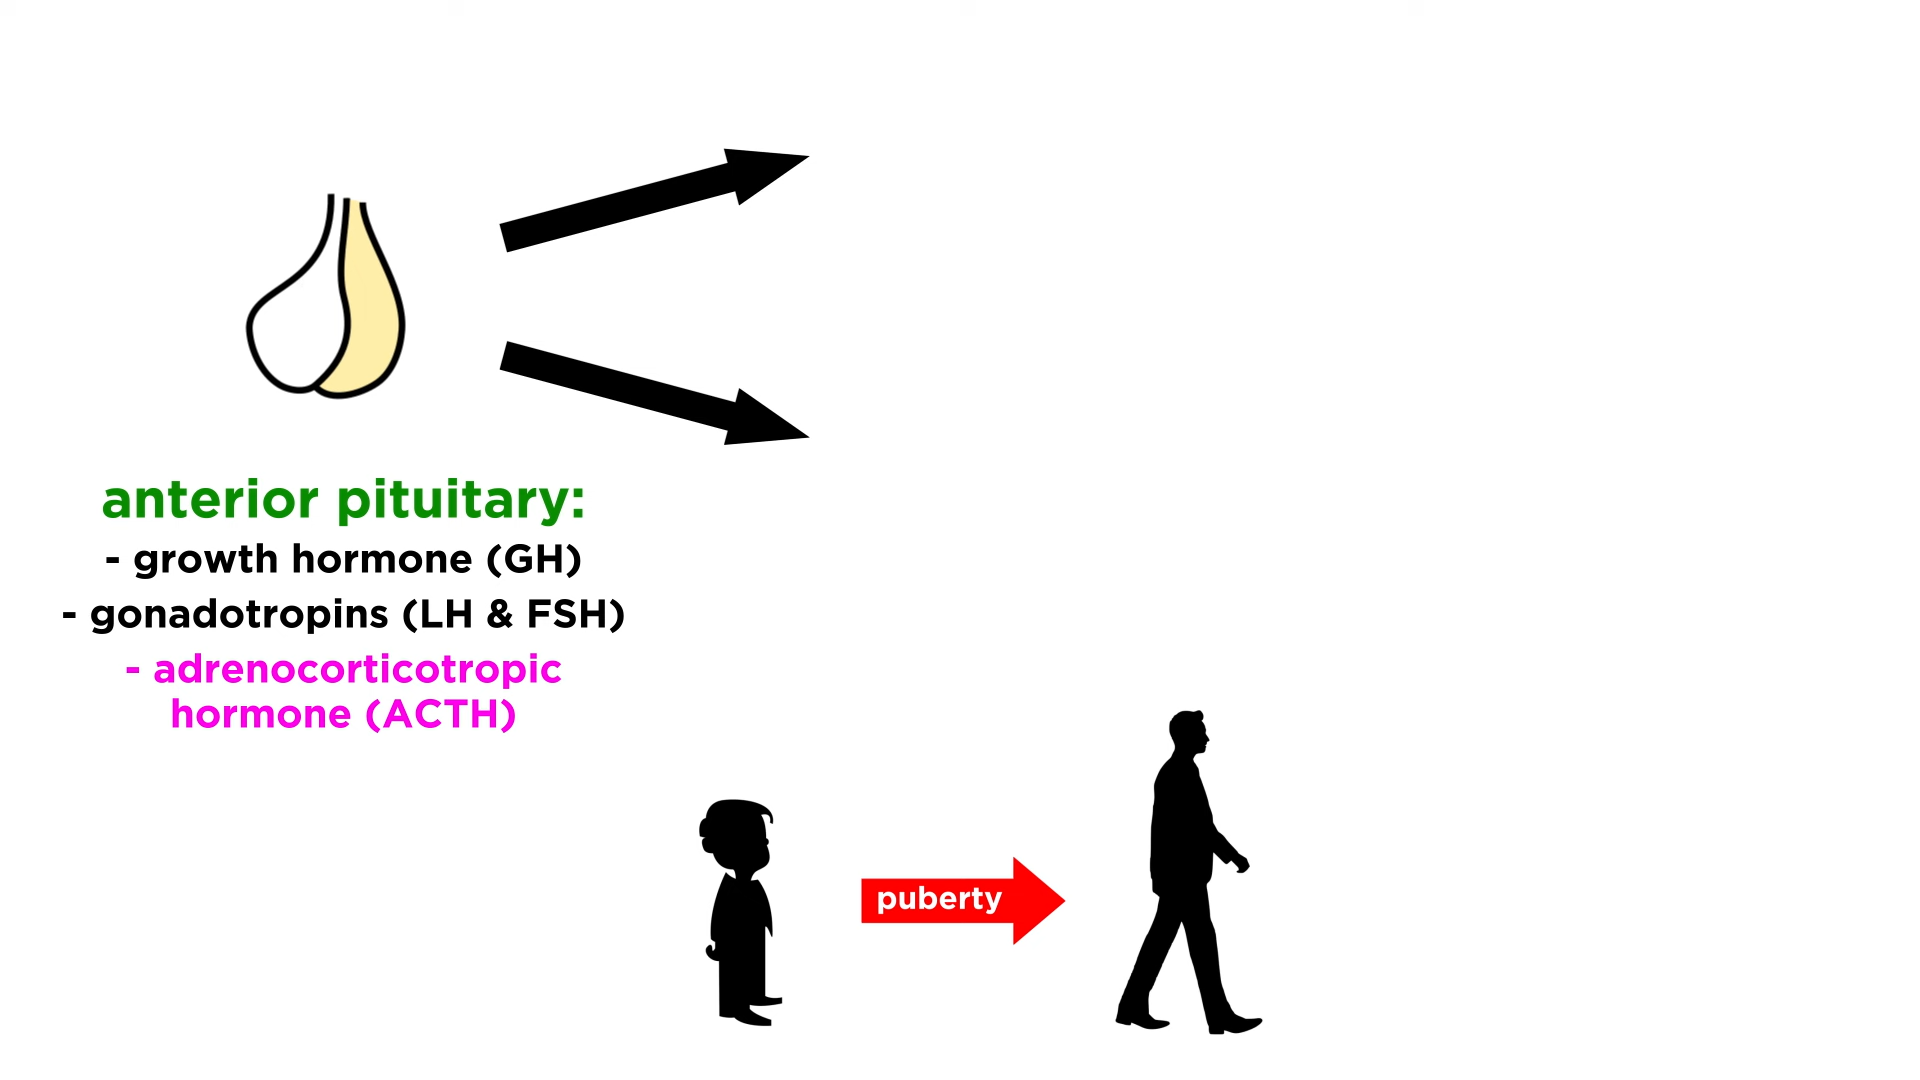 anterior pituitary:
- growth hormone (GH)
- gonadotropins (LH & FSH)
- adrenocorticotropic
hormone (ACTH)
puberty